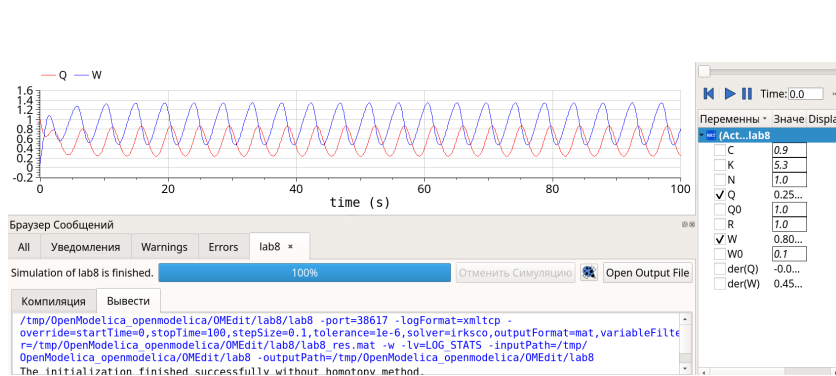 Q W
1.6
1.4
1.2
1
0.8
0.6
0.4
0.2
0
-0.2
0 20 40 60 80 100
time (s)
Time: 0.0
Переменны Значе Displa
(Act...lab8
C 0.9
K 5.3
N 1.0
Q 0.25...
Q0 1.0
R 1.0
W 0.80...
W0 0.1
der(Q) -0.0...
der(W) 0.45...
Браузер Сообщений
All Уведомления Warnings Errors lab8
Simulation of lab8 is finished. 100% Отменить Симуляцию Open Output File
Компиляция Вывести
/tmp/OpenModelica_openmodelica/OMEdit/lab8/lab8 -port=38617 -logFormat=xmltcp -
override=startTime=0,stopTime=100,stepSize=0.1,tolerance=1e-6,solver=irksco,outputFormat=mat,variableFilte
r=/tmp/OpenModelica_openmodelica/OMEdit/lab8/lab8_res.mat -w -lv=LOG_STATS -inputPath=/tmp/
OpenModelica_openmodelica/OMEdit/lab8 -outputPath=/tmp/OpenModelica_openmodelica/OMEdit/lab8
The initialization finished successfully without homotopy method.